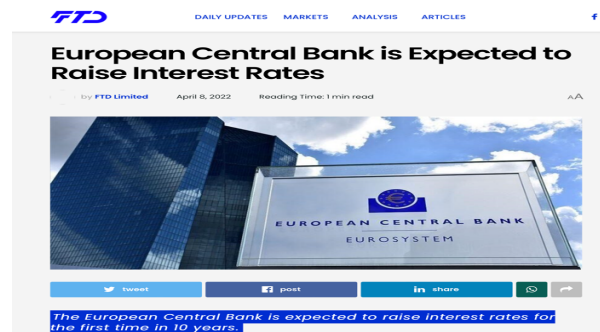 FTD
DAILY UPDATES MARKETS ANALYSIS ARTICLES
European Central Bank is Expected to
Raise Interest Rates
by FTD Limited April 8, 2022 Reading Time: 1 min read AA
EUROPEAN CENTRAL BANK
EUROSYSTEM
tweet post share
The European Central Bank is expected to raise interest rates for
the first time in 10 years.